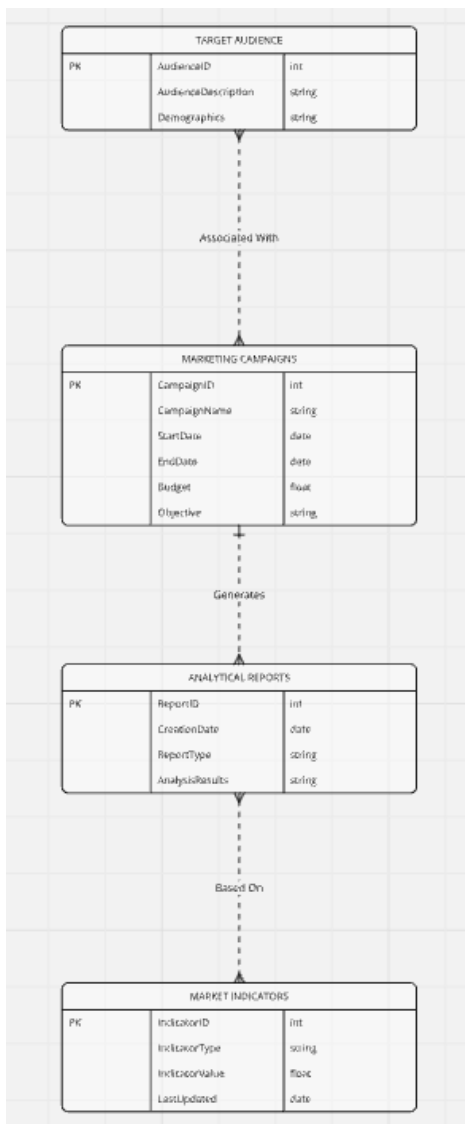 TARGET AUDIENCE
PK AudienceID int
AudienceDescription string
Demographics string
Associated With
MARKETING CAMPAIGNS
PK CampaignID int
CampaignName string
StartDate date
EndDate date
Budget float
Objective string
Generates
ANALYTICAL REPORTS
PK ReportID int
CreationDate date
ReportType string
AnalysisResults string
Based On
MARKET INDICATORS
PK IndicatorID int
IndicatorType string
IndicatorValue float
LastUpdated date